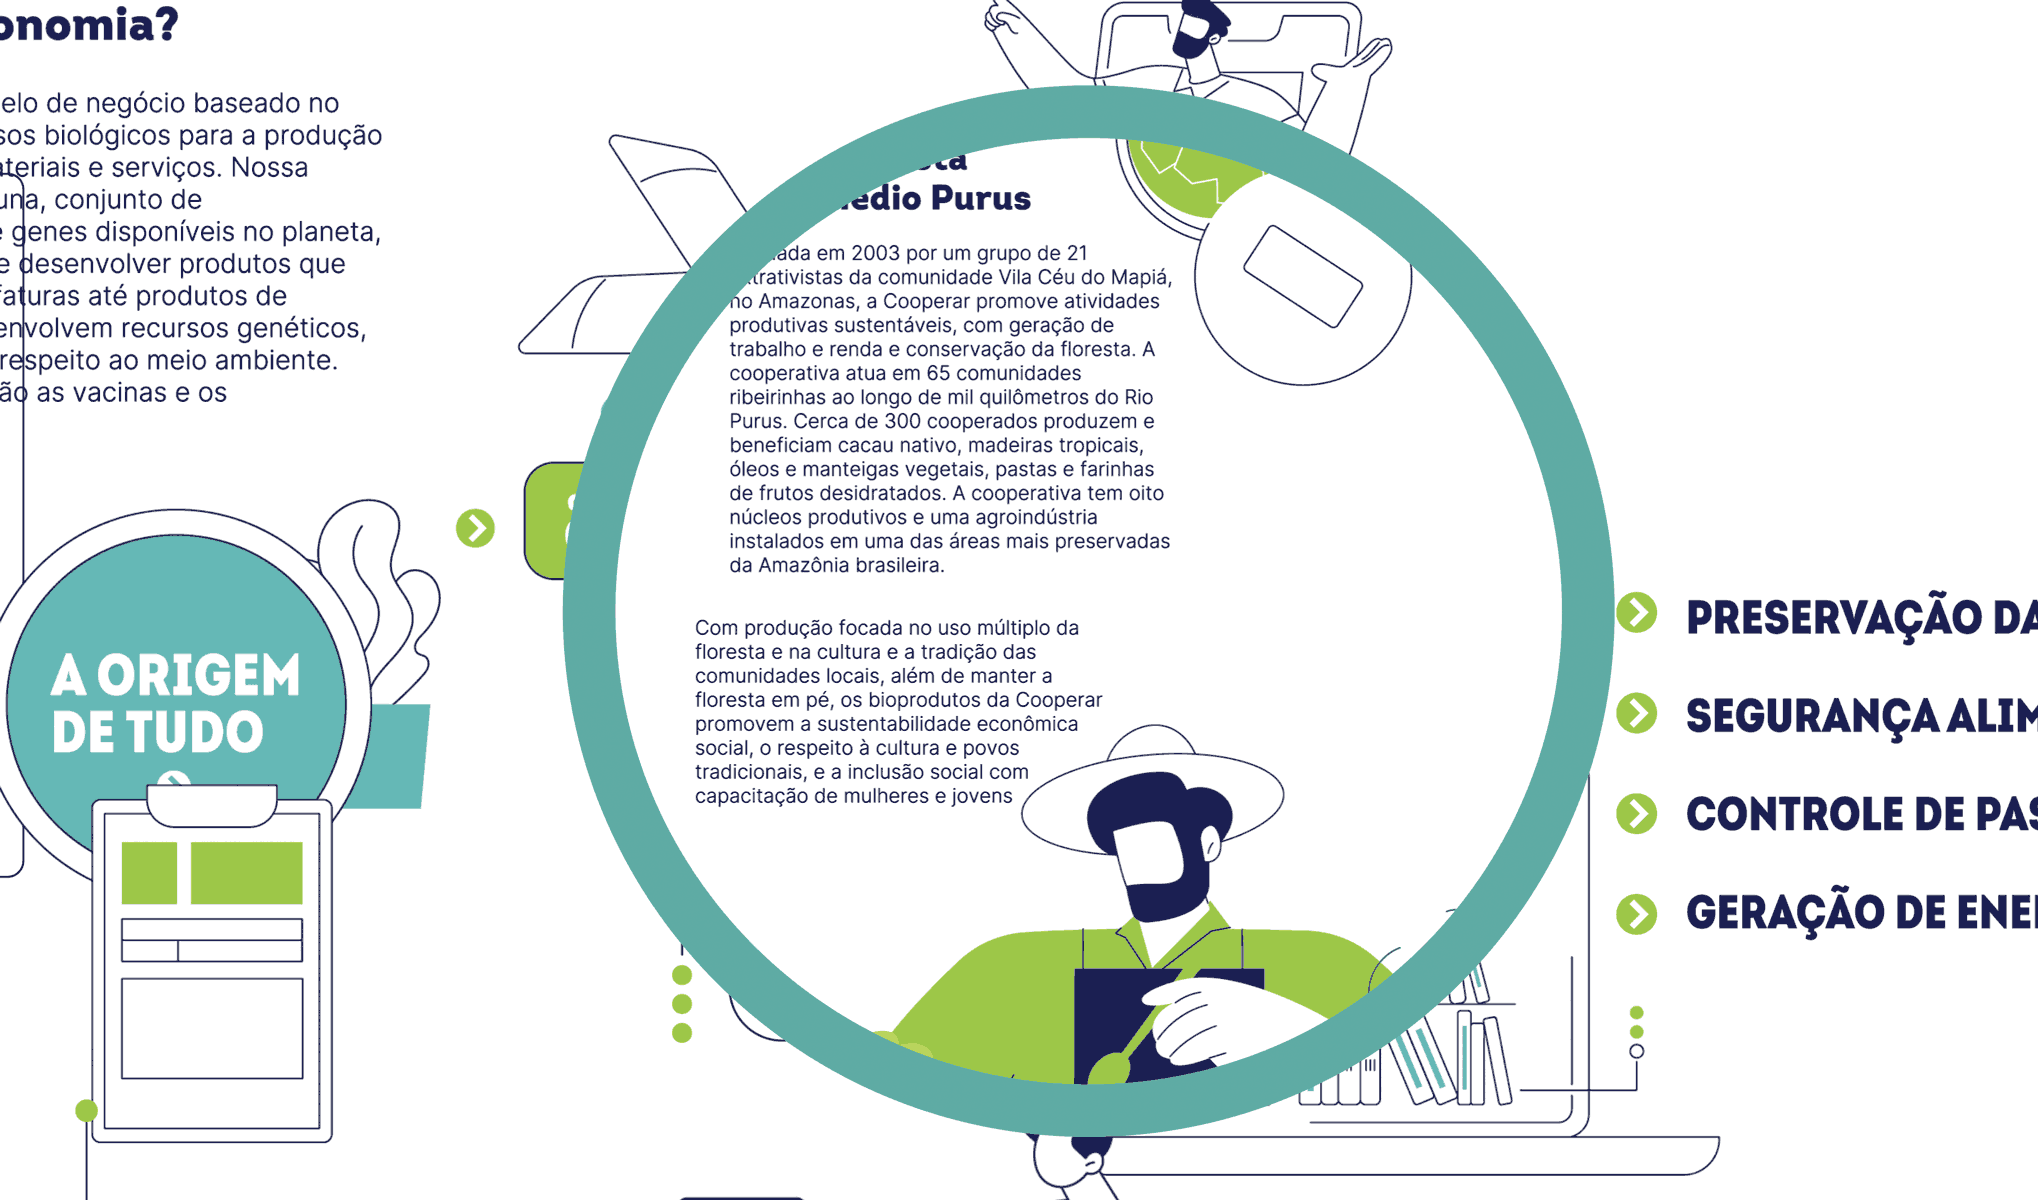 onomia?
elo de negócio baseado no
sos biológicos para a produção
ateriais e serviços. Nossa
una, conjunto de
e genes disponíveis no planeta,
e desenvolver produtos que
faturas até produtos de
envolvem recursos genéticos,
respeito ao meio ambiente.
ão as vacinas e os
A ORIGEM
DE TUDO
sta
édio Purus
ada em 2003 por um grupo de 21
trativistas da comunidade Vila Céu do Mapiá,
no Amazonas, a Cooperar promove atividades
produtivas sustentáveis, com geração de
trabalho e renda e conservação da floresta. A
cooperativa atua em 65 comunidades
ribeirinhas ao longo de mil quilômetros do Rio
Purus. Cerca de 300 cooperados produzem e
beneficiam cacau nativo, madeiras tropicais,
óleos e manteigas vegetais, pastas e farinhas
de frutos desidratados. A cooperativa tem oito
núcleos produtivos e uma agroindústria
instalados em uma das áreas mais preservadas
da Amazônia brasileira.
Com produção focada no uso múltiplo da
floresta e na cultura e a tradição das
comunidades locais, além de manter a
floresta em pé, os bioprodutos da Cooperar
promovem a sustentabilidade econômica
social, o respeito à cultura e povos
tradicionais, e a inclusão social com
capacitação de mulheres e jovens
PRESERVAÇÃO DA
SEGURANÇA ALIM
CONTROLE DE PAS
GERAÇÃO DE ENER